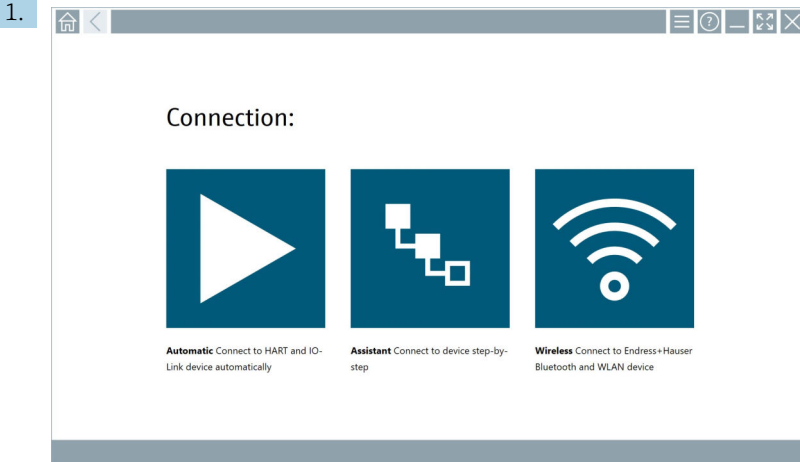 1.
?
Connection:
Automatic Connect to HART and IO-
Link device automatically
Assistant Connect to device step-by-
step
Wireless Connect to Endress+Hauser
Bluetooth and WLAN device